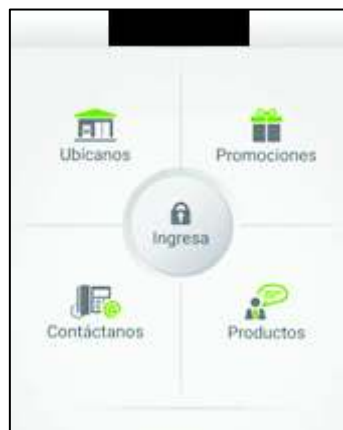 Ubícanos
Promociones
Ingresa
Contáctanos
Productos